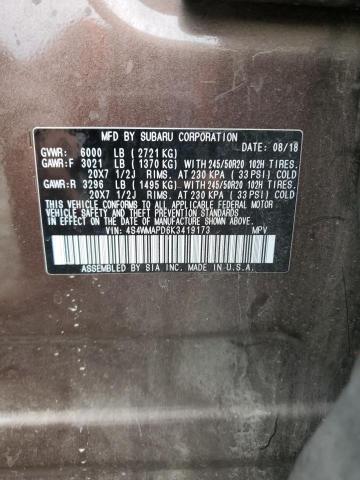 MFD BY SUBARU CORPORATION
GVWR: 6000 LB (2721 KG) DATE: 08/18
GAWR:F 3021 LB (1370 KG) WITH 245/50R20 102H TIRES.
20X7 1/2J RIMS.AT 230 KPA (33 PSI) COLD
GAWR:R 3296 LB (1495 KG) WITH 245/50R20 102H TIRES.
20X7 1/2J RIMS.AT 230 KPA (33 PSI) COLD
THIS VEHICLE CONFORMS TO ALL APPLICABLE FEDERAL MOTOR
VEHICLE SAFETY, BUMPER, AND THEFT PREVENTION STANDARDS
IN EFFECT ON THE DATE OF MANUFACTURE SHOWN ABOVE.
VIN: 4S4WMAPD6K3419173 MPV
ASSEMBLED BY SIA INC. MADE IN U.S.A